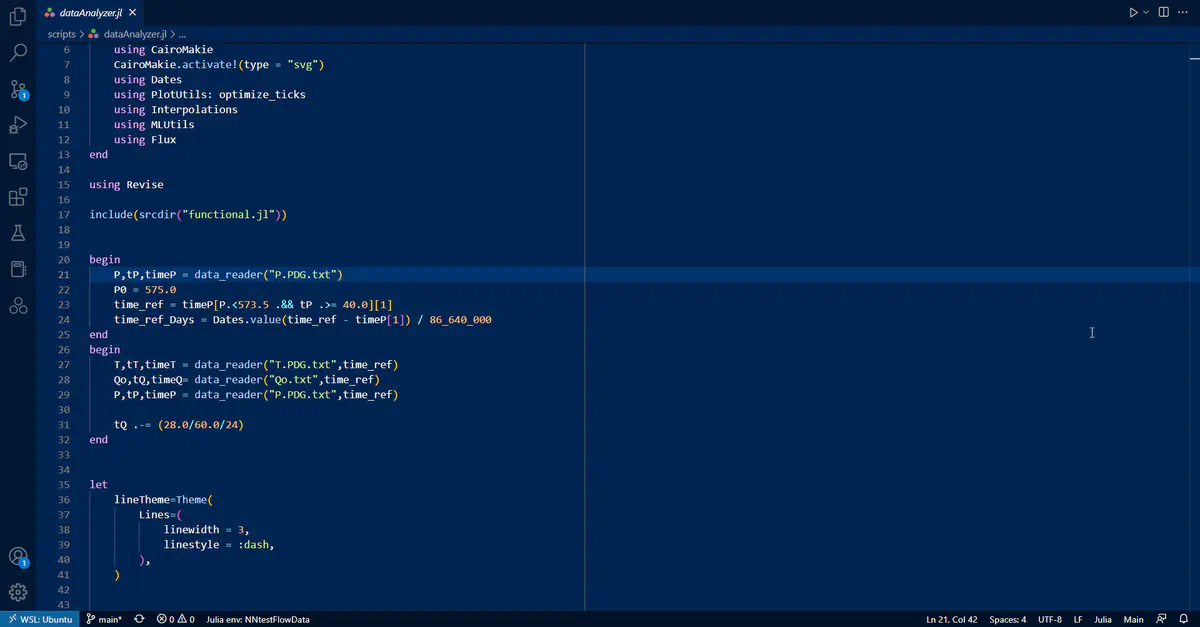 dataAnalyzer.jl
scripts > dataAnalyzer.jl > ...
6 using CairoMakie
7 CairoMakie.activate!(type = "svg")
8 using Dates
9 using PlotUtils: optimize_ticks
10 using Interpolations
11 using MLUtils
12 using Flux
13 end
14
15 using Revise
16
17 include(srcdir("functional.jl"))
18
19
20 begin
21 P,tP,timeP = data_reader("P.PDG.txt")
22 P0 = 575.0
23 time_ref = timeP[P.<573.5 .&& tP .>= 40.0][1]
24 time_ref_Days = Dates.value(time_ref - timeP[1]) / 86_640_000
25 end
26 begin
27 T,tT,timeT = data_reader("T.PDG.txt",time_ref)
28 Qo,tQ,timeQ= data_reader("Qo.txt",time_ref)
29 P,tP,timeP = data_reader("P.PDG.txt",time_ref)
30
31 tQ .-= (28.0/60.0/24)
32 end
33
34
35 let
36 lineTheme=Theme(
37 Lines=(
38 linewidth = 3,
39 linestyle = :dash,
40 ),
41 )
42
43
1
1
WSL: Ubuntu main* 0 0 Julia env: NNtestFlowData Ln 21, Col 42 Spaces: 4 UTF-8 LF Julia Main